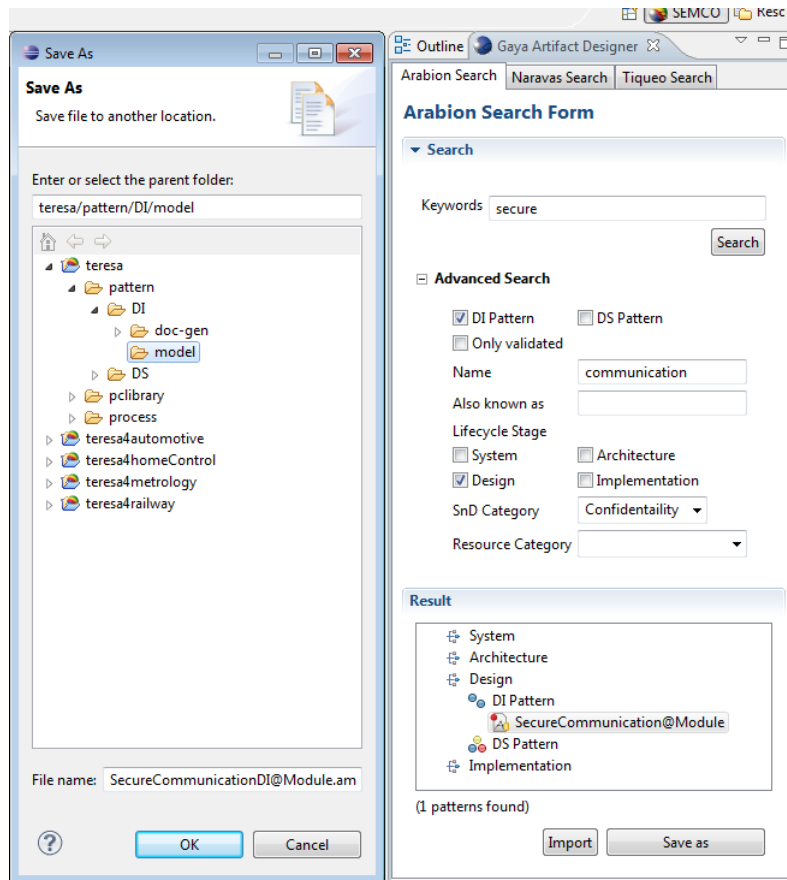 SEMCO Resc
Save As
Save As
Save file to another location.
Enter or select the parent folder:
teresa/pattern/DI/model
teresa
pattern
DI
doc-gen
model
DS
pclibrary
process
teresa4automotive
teresa4homeControl
teresa4metrology
teresa4railway
File name: SecureCommunicationDI@Module.am
OK Cancel
Outline Gaya Artifact Designer
Arabion Search Naravas Search Tiqueo Search
Arabion Search Form
Search
Keywords secure
Search
Advanced Search
DI Pattern DS Pattern
Only validated
Name communication
Also known as
Lifecycle Stage
System Architecture
Design Implementation
SnD Category Confidentaility
Resource Category
Result
System
Architecture
Design
DI Pattern
SecureCommunication@Module
DS Pattern
Implementation
(1 patterns found)
Import Save as